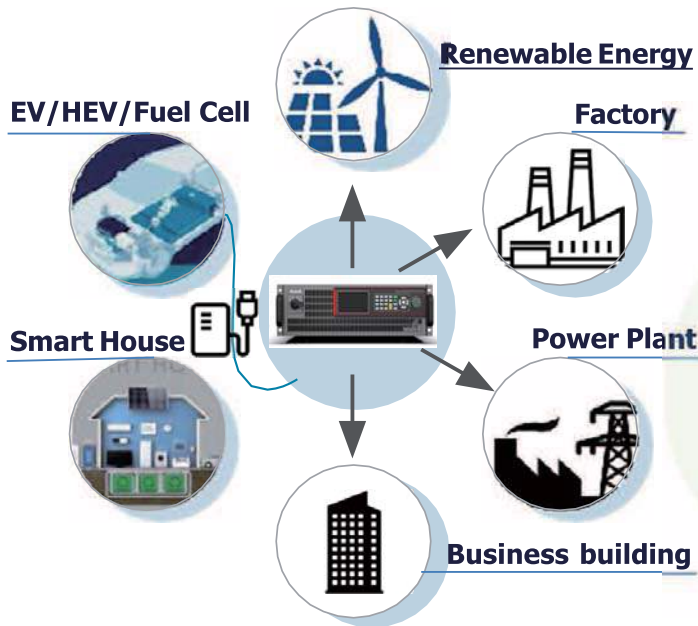 Renewable Energy
EV/HEV/Fuel Cell
Factory
Smart House
Power Plant
Business building